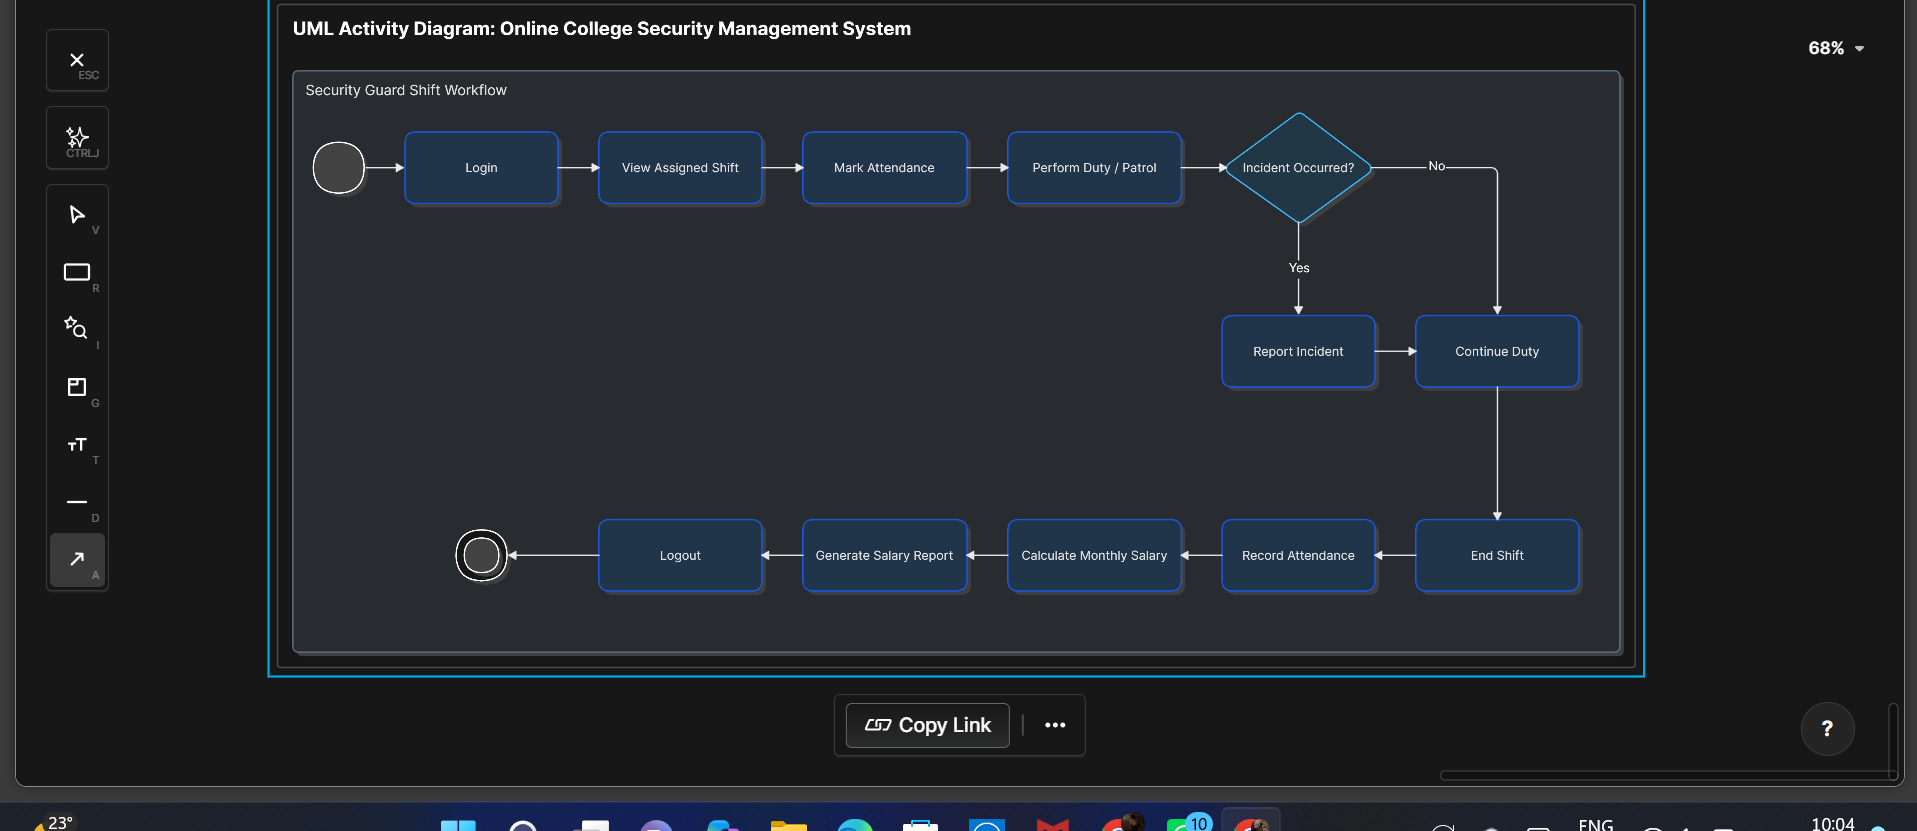 UML Activity Diagram: Online College Security Management System
68%
ESC
Security Guard Shift Workflow
CTRLJ
Login
View Assigned Shift
Mark Attendance
Perform Duty / Patrol
Incident Occurred?
No
V
Yes
R
I
Report Incident
Continue Duty
G
T
D
Logout
Generate Salary Report
Calculate Monthly Salary
Record Attendance
End Shift
A
Copy Link
?
23°
10
ENG
10:04